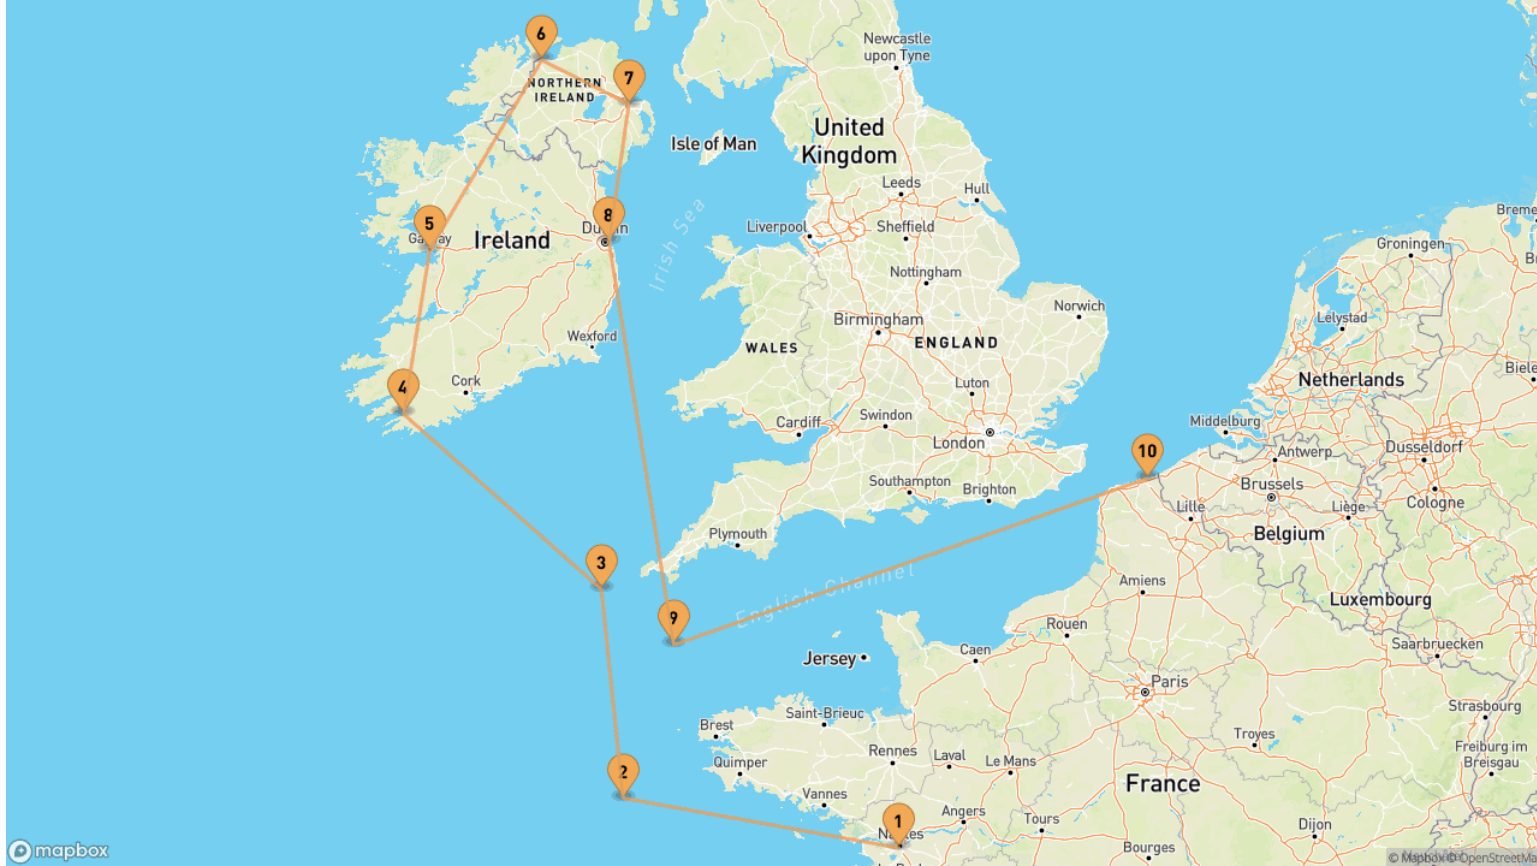 6
Newcastle
upon Tyne
7
NORTHERN
IRELAND
United
Kingdom
Isle of Man
Leeds
Hull
Irish Sea
8
5
Ireland
Liverpool
Sheffield
Groningen
Nottingham
Norwich
Lelystad
Birmingham
ENGLAND
Wexford
WALES
4
Cork
Luton
Netherlands
Swindon
Cardiff
London
Middelburg
10
Antwerp
Dusseldorf
Southampton
Brighton
Brussels
Cologne
Lille
Liège
Plymouth
Belgium
3
English Channel
Amiens
Luxembourg
9
Rouen
Jersey
Caen
Saarbruecken
Paris
Strasbourg
Brest
Saint-Brieuc
Troyes
Rennes
Laval
Le Mans
Freiburg im
Breisgau
2
Quimper
France
Vannes
1
Angers
Tours
Dijon
Bourges
mapbox
© Mapbox © OpenStreetMa